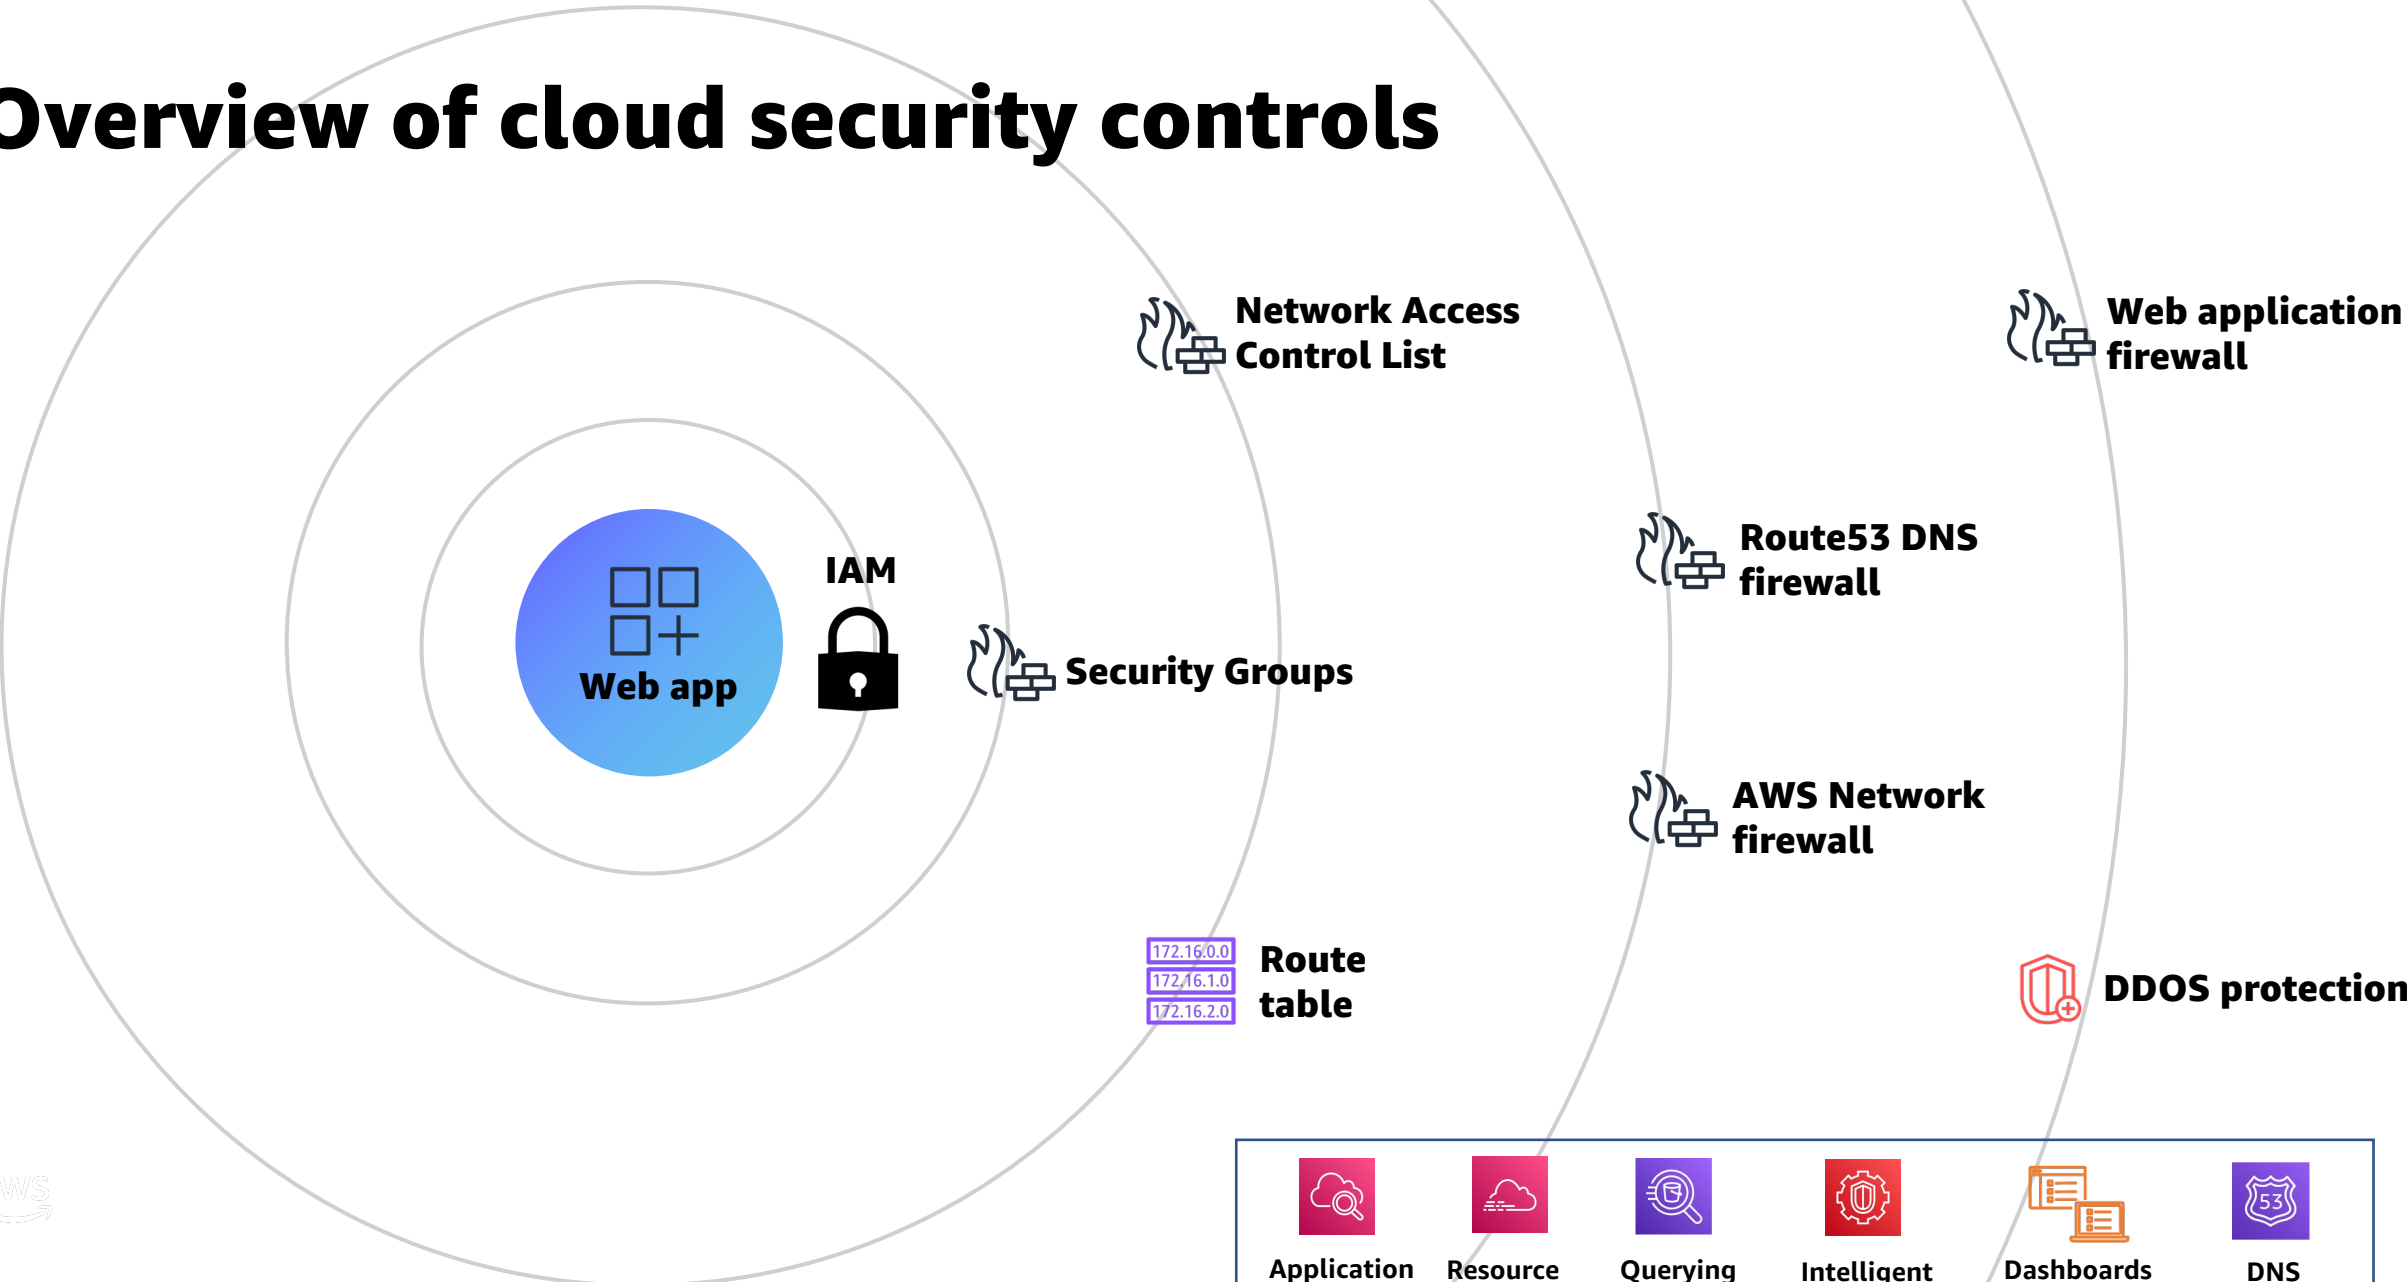 Overview of cloud security controls
Network Access
Control List
Web application
firewall
Route53 DNS
firewall
IAM
Web app
Security Groups
AWS Network
firewall
172.16.0.0
172.16.1.0
172.16.2.0
Route
table
DDOS protection
53
Application
Resource
Querying
Intelligent
Dashboards
DNS